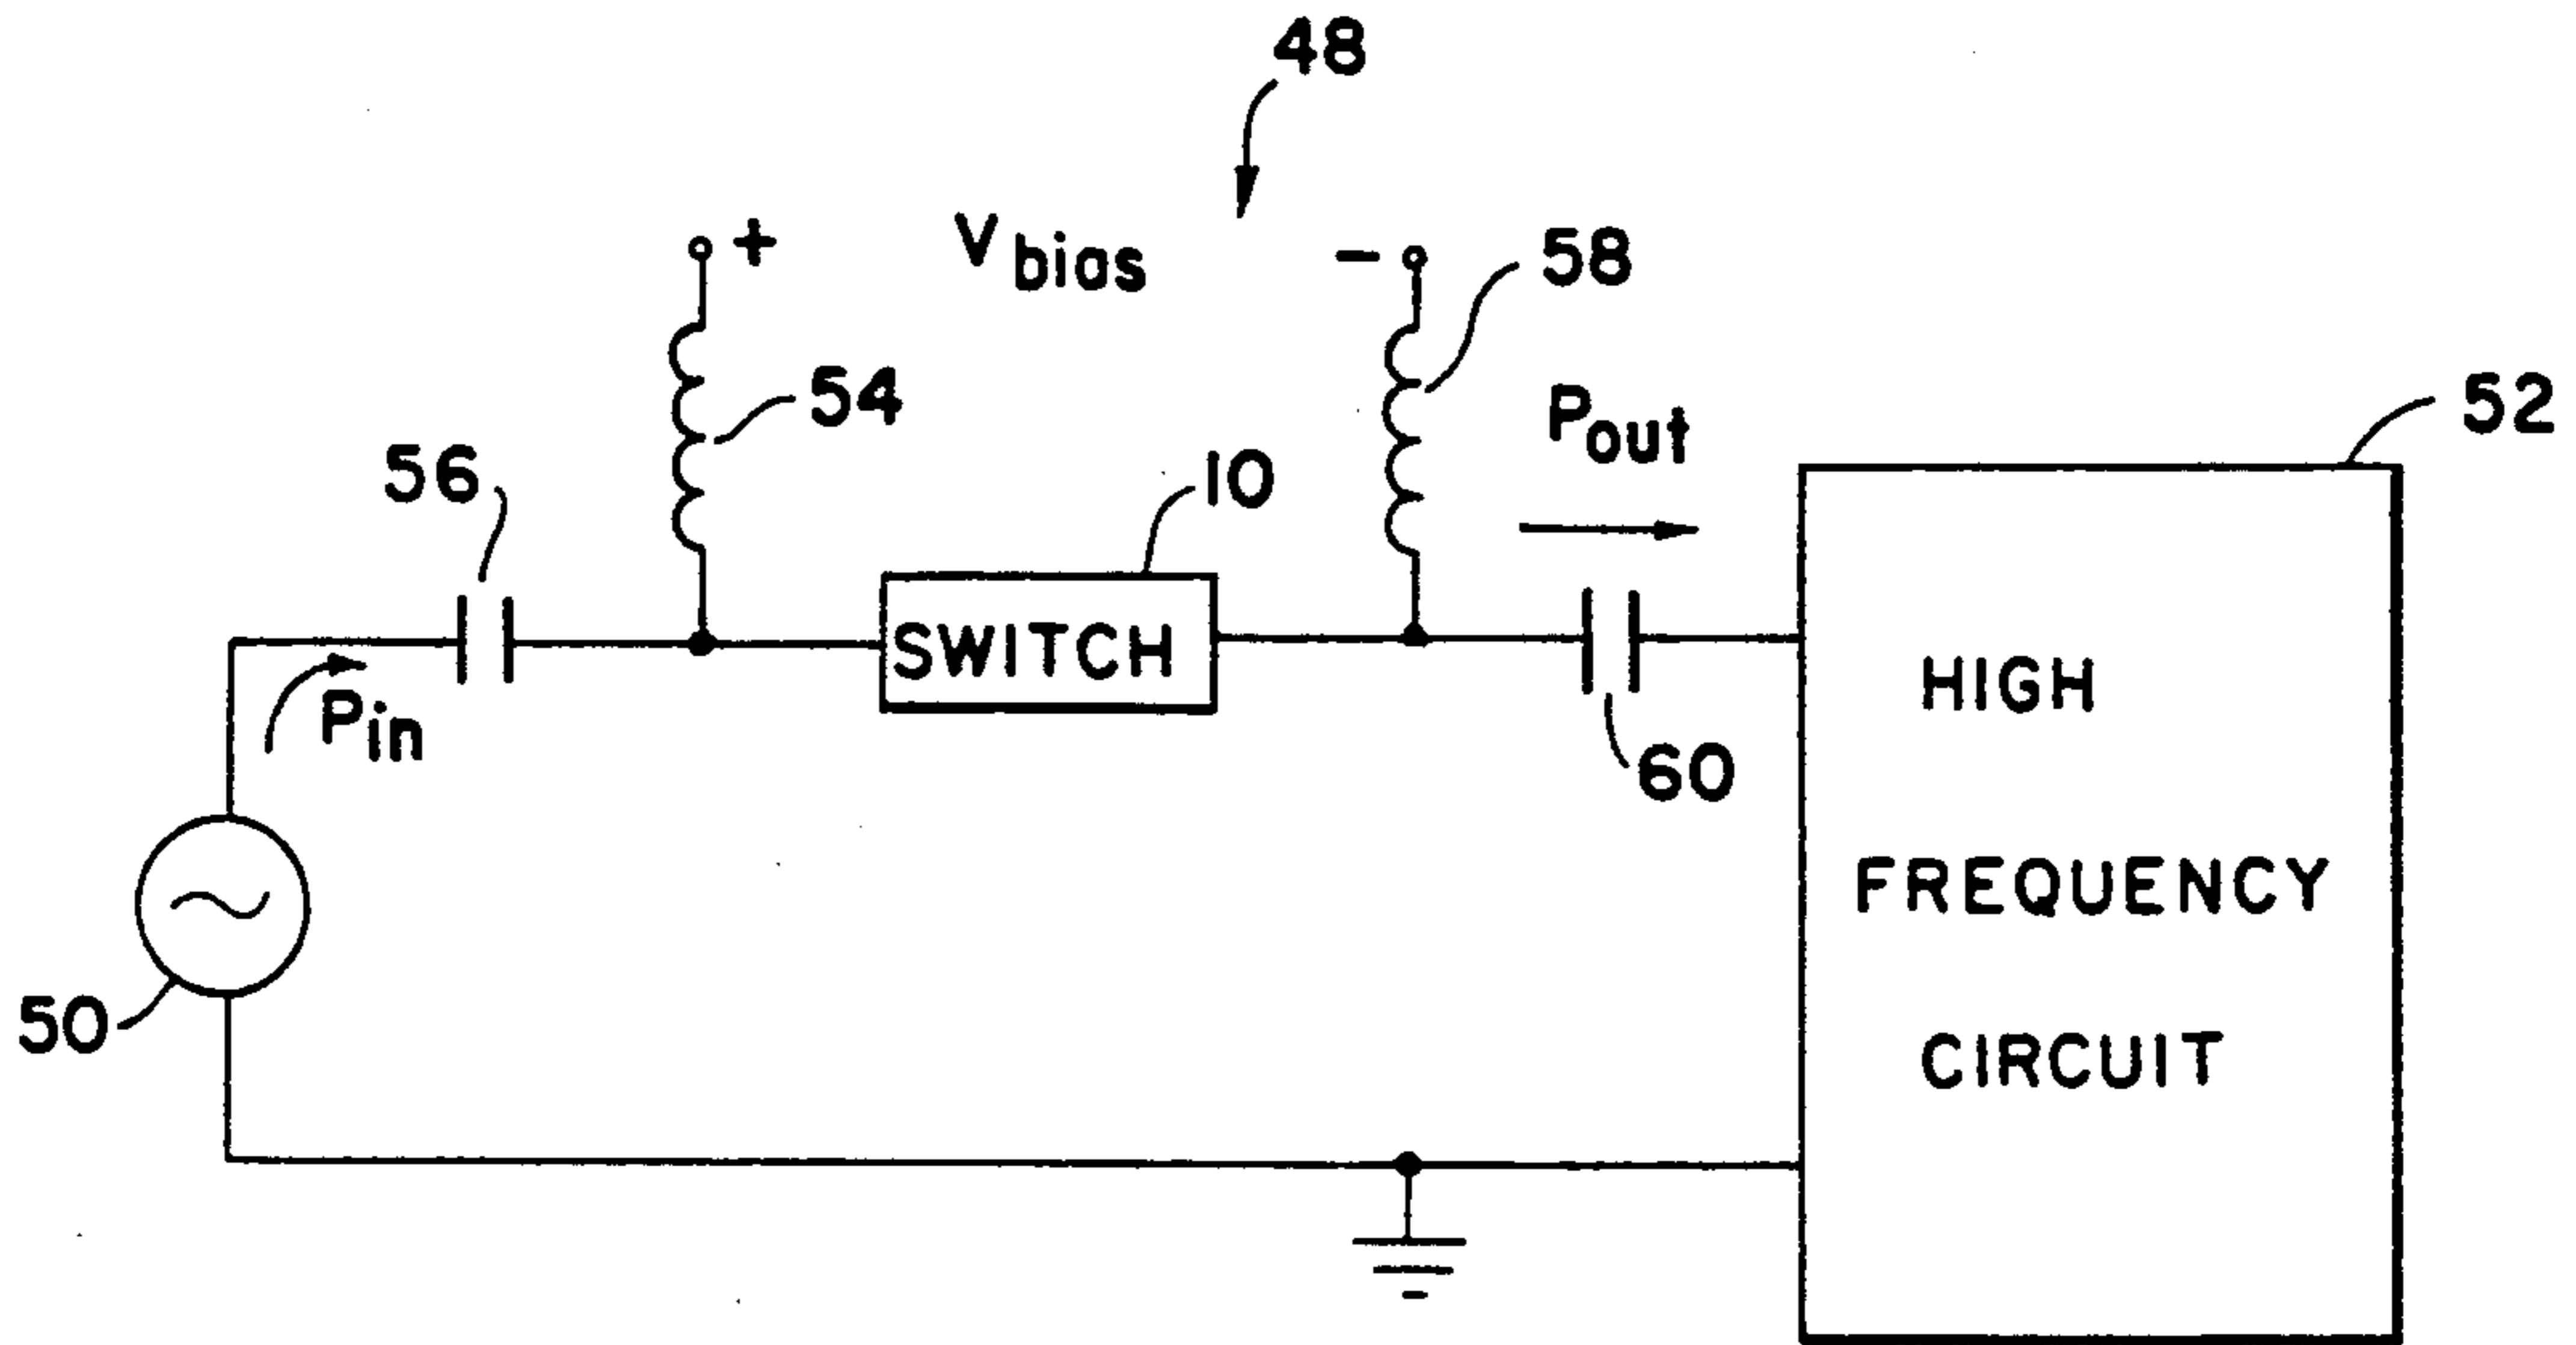 48
+ Vbias -
58
54
Pout
52
56
10
SWITCH
HIGH
Pin
60
FREQUENCY
50
CIRCUIT